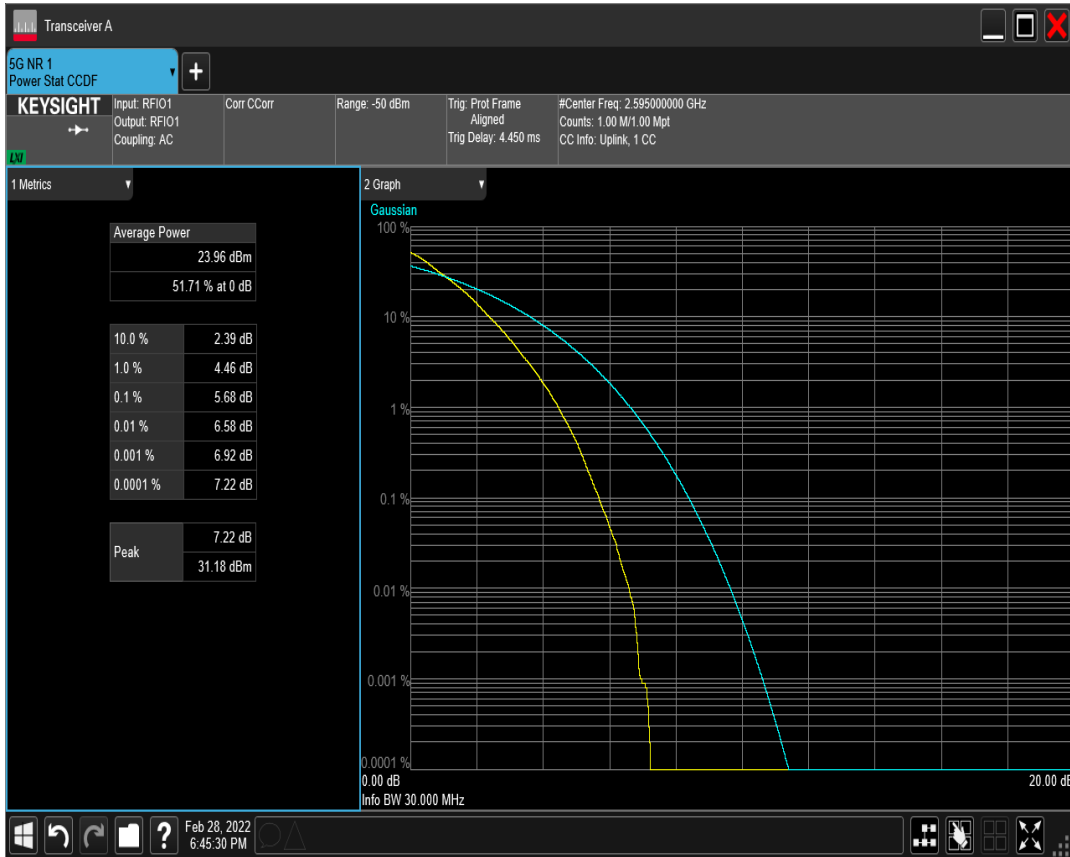 Transceiver A
5G NR 1
Power Stat CCDF
+
KEYSIGHT
LXI
Input: RFIO1
Output: RFIO1
Coupling: AC
Corr CCorr
Range: -50 dBm
Trig: Prot Frame
Aligned
Trig Delay: 4.450 ms
#Center Freq: 2.595000000 GHz
Counts: 1.00 M/1.00 Mpt
CC Info: Uplink, 1 CC
1 Metrics
Average Power
23.96 dBm
51.71 % at 0 dB
10.0 % 2.39 dB
1.0 % 4.46 dB
0.1 % 5.68 dB
0.01 % 6.58 dB
0.001 % 6.92 dB
0.0001 % 7.22 dB
Peak
7.22 dB
31.18 dBm
2 Graph
Gaussian
100 %
10 %
1 %
0.1 %
0.01 %
0.001 %
0.0001 %
0.00 dB 20.00 dB
Info BW 30.000 MHz
?
Feb 28, 2022
6:45:30 PM